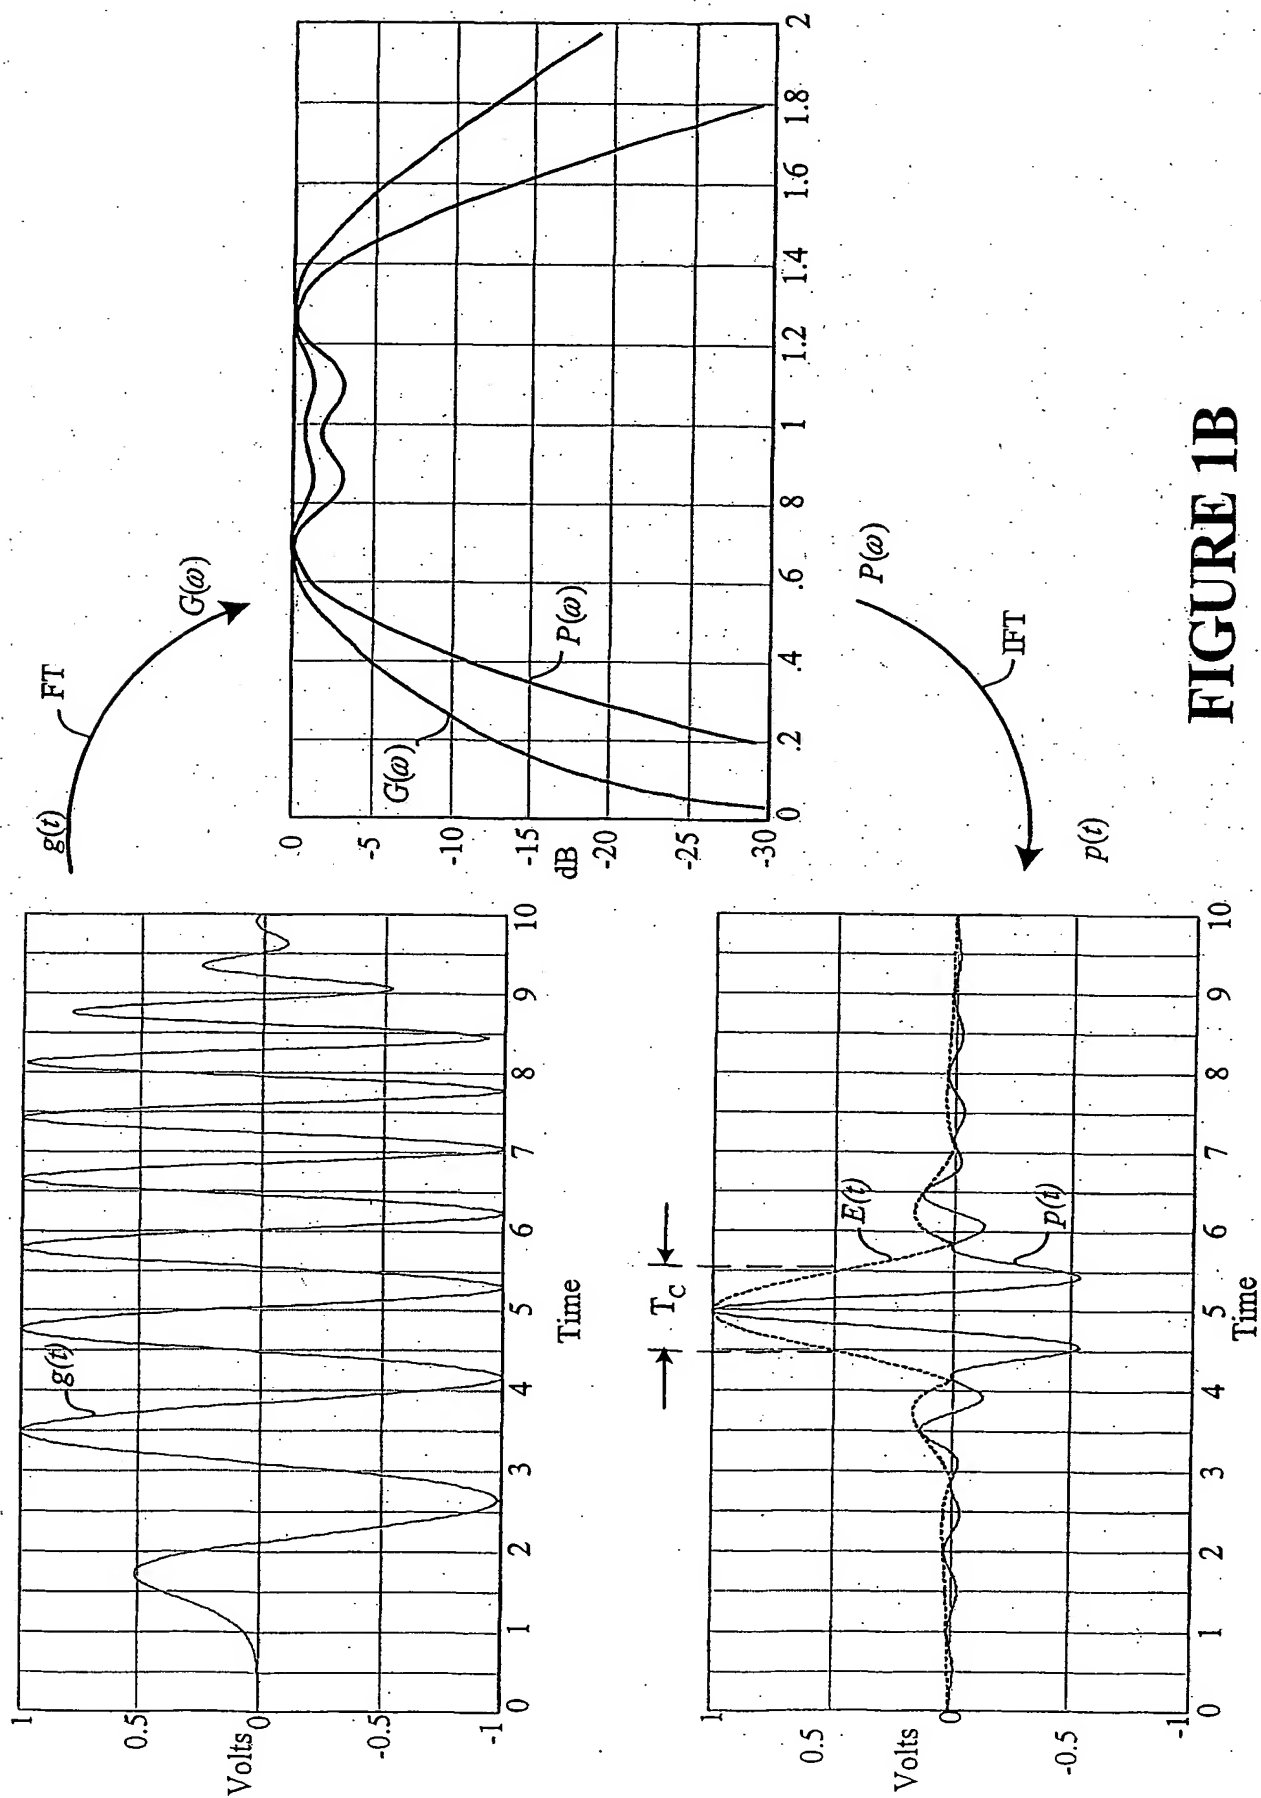 1
0.5
Volts 0
-0.5
-1
0 1 2 3 4 5 6 7 8 9 10
Time
g(t)
g(t)
FT
G(ω)
0
-5
-10
-15
dB
-20
-25
-30
0 .2 .4 .6 .8 1 1.2 1.4 1.6 1.8 2
G(ω)
P(ω)
1
0.5
Volts 0
-0.5
-1
0 1 2 3 4 5 6 7 8 9 10
Time
TC
E(t)
p(t)
P(ω)
IFT
p(t)
FIGURE 1B